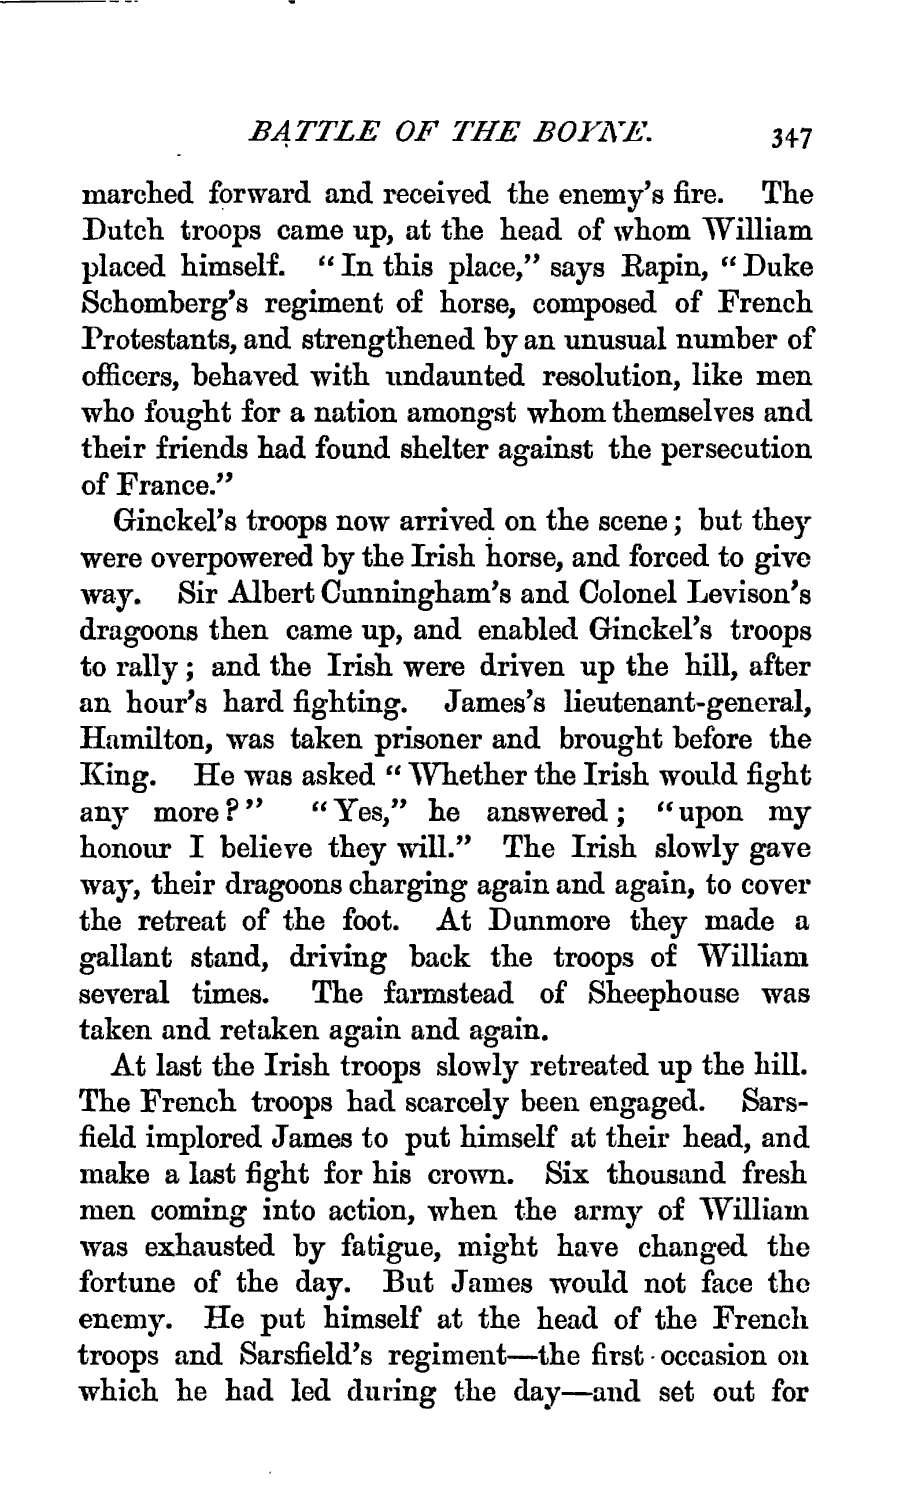 BATTLE OF THE BOYNE. 347
marched forward and received the enemy's fire. The
Dutch troops came up, at the head of whom William
placed himself. "In this place," says Rapin, "Duke
Schomberg's regiment of horse, composed of French
Protestants, and strengthened by an unusual number of
officers, behaved with undaunted resolution, like men
who fought for a nation amongst whom themselves and
their friends had found shelter against the persecution
of France."
Ginckel's troops now arrived on the scene; but they
were overpowered by the Irish horse, and forced to give
way. Sir Albert Cunningham's and Colonel Levison's
dragoons then came up, and enabled Ginckel's troops
to rally; and the Irish were driven up the hill, after
an hour's hard fighting. James's lieutenant-general,
Hamilton, was taken prisoner and brought before the
King. He was asked "Whether the Irish would fight
any more?" "Yes," he answered; "upon my
honour I believe they will." The Irish slowly gave
way, their dragoons charging again and again, to cover
the retreat of the foot. At Dunmore they made a
gallant stand, driving back the troops of William
several times. The farmstead of Sheephouse was
taken and retaken again and again.
At last the Irish troops slowly retreated up the hill.
The French troops had scarcely been engaged. Sars-
field implored James to put himself at their head, and
make a last fight for his crown. Six thousand fresh
men coming into action, when the army of William
was exhausted by fatigue, might have changed the
fortune of the day. But James would not face the
enemy. He put himself at the head of the French
troops and Sarsfield's regiment—the first occasion on
which he had led during the day—and set out for